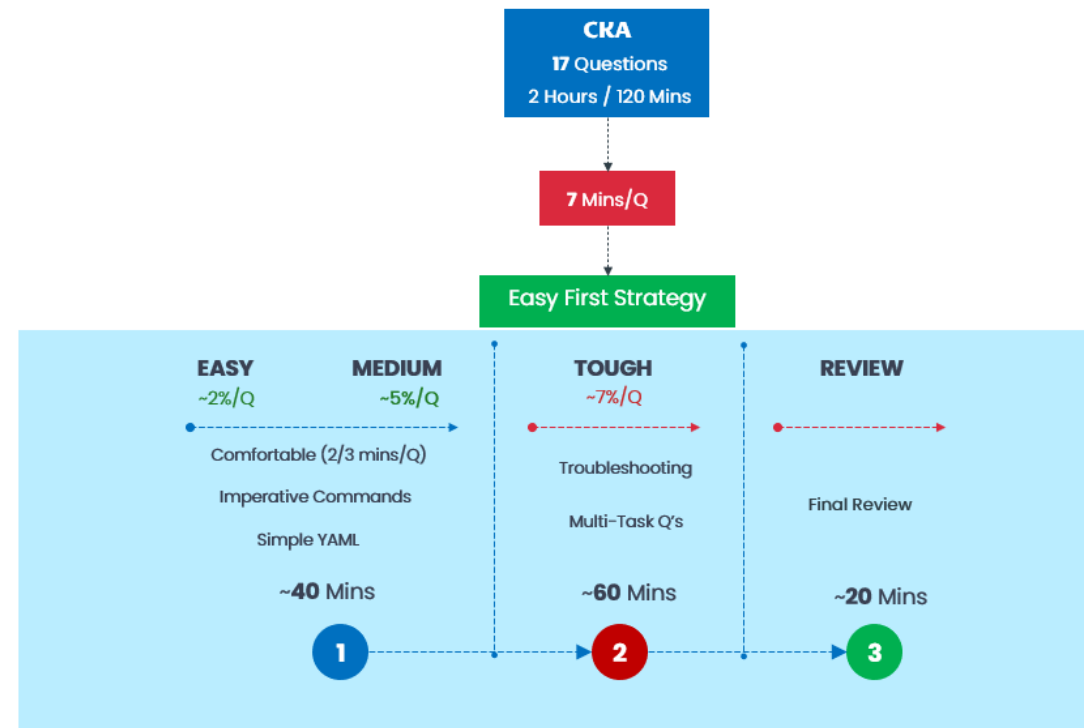 CKA
17 Questions
2 Hours / 120 Mins
7 Mins/Q
Easy First Strategy
EASY
~2%/Q
MEDIUM
~5%/Q
Comfortable (2/3 mins/Q)
Imperative Commands
Simple YAML
~40 Mins
1
TOUGH
~7%/Q
Troubleshooting
Multi-Task Q's
~60 Mins
2
REVIEW
Final Review
~20 Mins
3